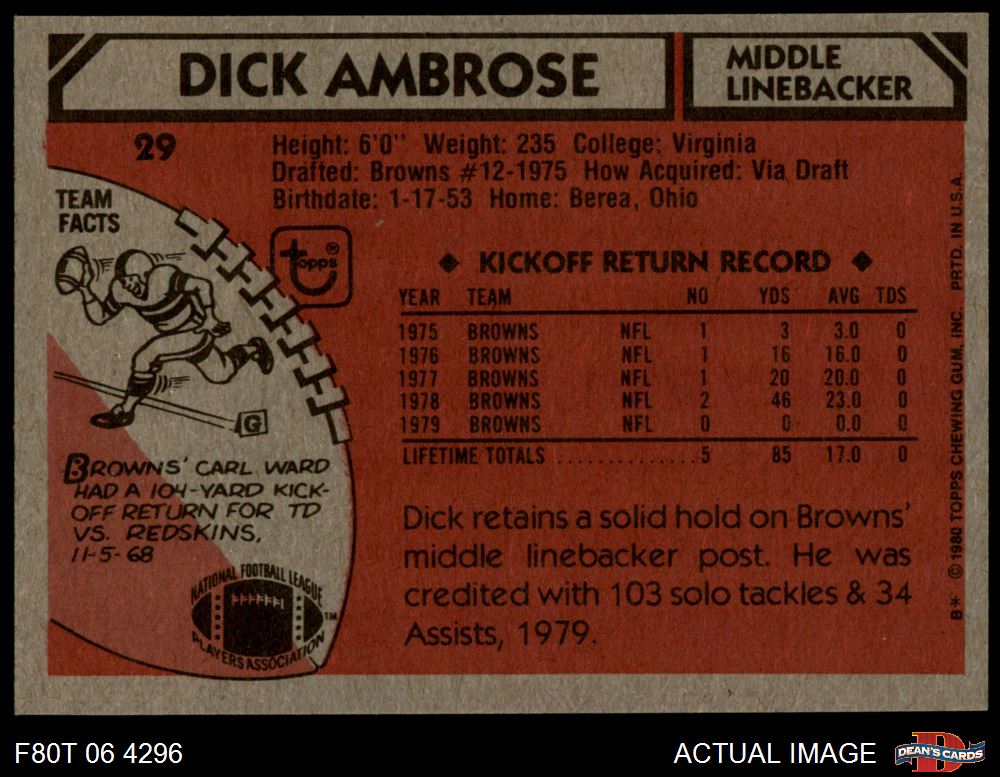 DICK AMBROSE
MIDDLE
LINEBACKER
29
Height: 6'0" Weight: 235 College: Virginia
Drafted: Browns #12-1975 How Acquired: Via Draft
Birthdate: 1-17-53 Home: Berea, Ohio
TEAM
FACTS
topps ®
G
BROWNS' CARL WARD
HAD A 104-YARD KICK-
OFF RETURN FOR TD
VS. REDSKINS,
11-5-68
NATIONAL FOOTBALL LEAGUE
PLAYERS ASSOCIATION
TM
◆ KICKOFF RETURN RECORD ◆
YEAR TEAM NO YDS AVG TDS
1975 BROWNS NFL 1 3 3.0 0
1976 BROWNS NFL 1 16 16.0 0
1977 BROWNS NFL 1 20 20.0 0
1978 BROWNS NFL 2 46 23.0 0
1979 BROWNS NFL 0 0 0.0 0
LIFETIME TOTALS .................. 5 85 17.0 0
Dick retains a solid hold on Browns'
middle linebacker post. He was
credited with 103 solo tackles & 34
Assists, 1979.
B* © 1980 TOPPS CHEWING GUM, INC. PRTD. IN U.S.A.
F80T 06 4296
ACTUAL IMAGE
D
DEAN'S CARDS